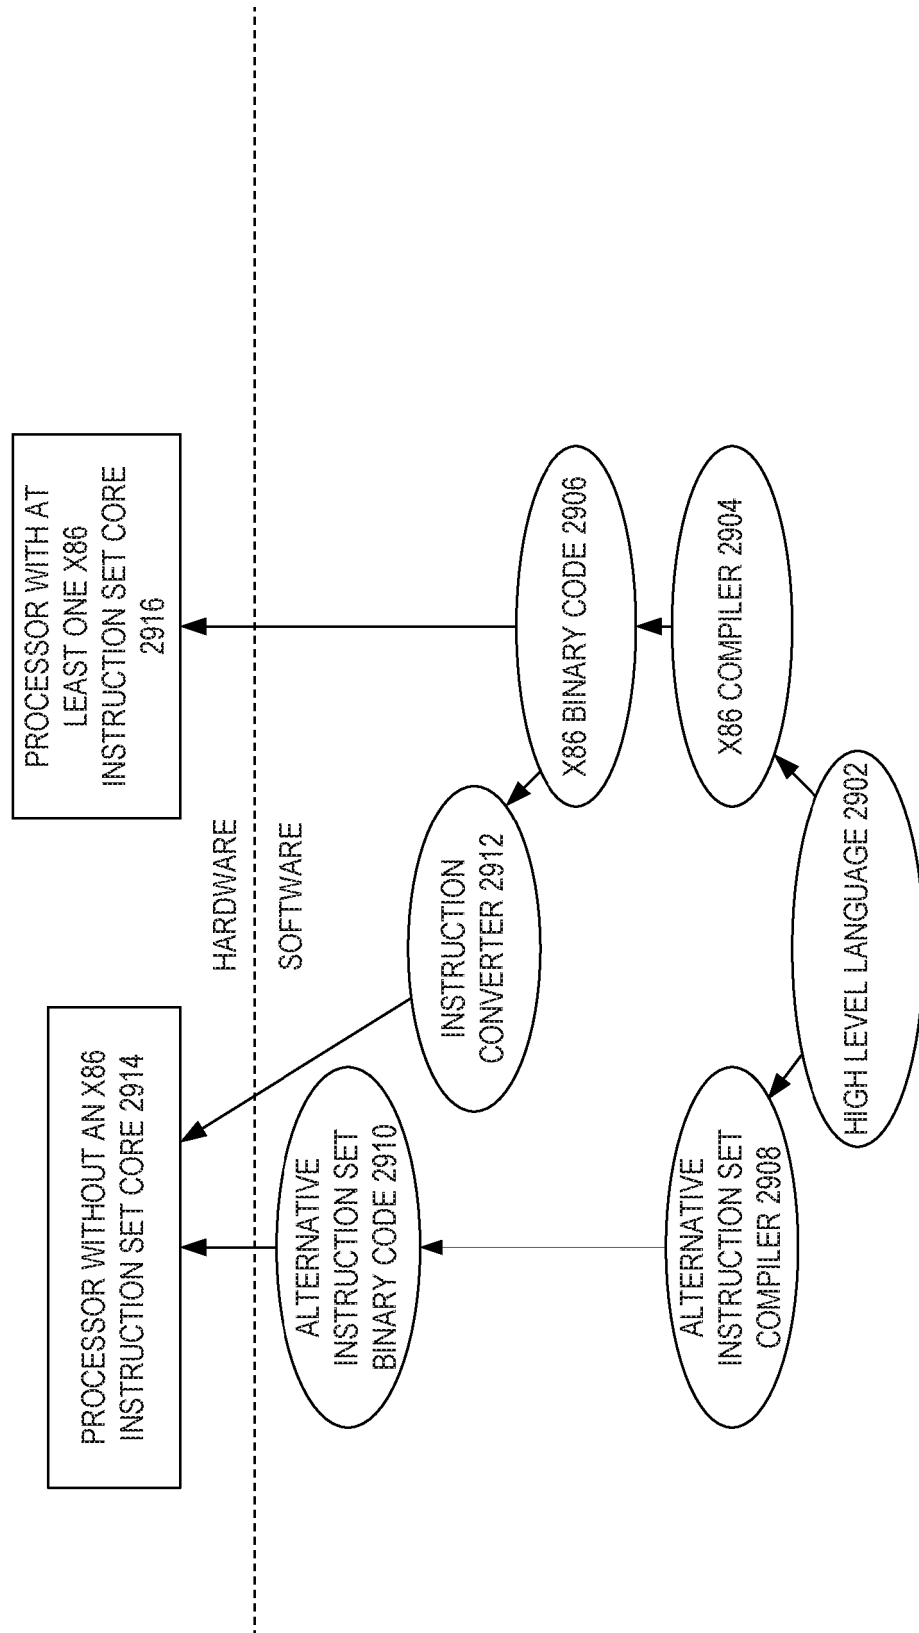 PROCESSOR WITHOUT AN X86
INSTRUCTION SET CORE 2914
PROCESSOR WITH AT
LEAST ONE X86
INSTRUCTION SET CORE
2916
HARDWARE
SOFTWARE
ALTERNATIVE
INSTRUCTION SET
BINARY CODE 2910
INSTRUCTION
CONVERTER 2912
X86 BINARY CODE 2906
ALTERNATIVE
INSTRUCTION SET
COMPILER 2908
X86 COMPILER 2904
HIGH LEVEL LANGUAGE 2902